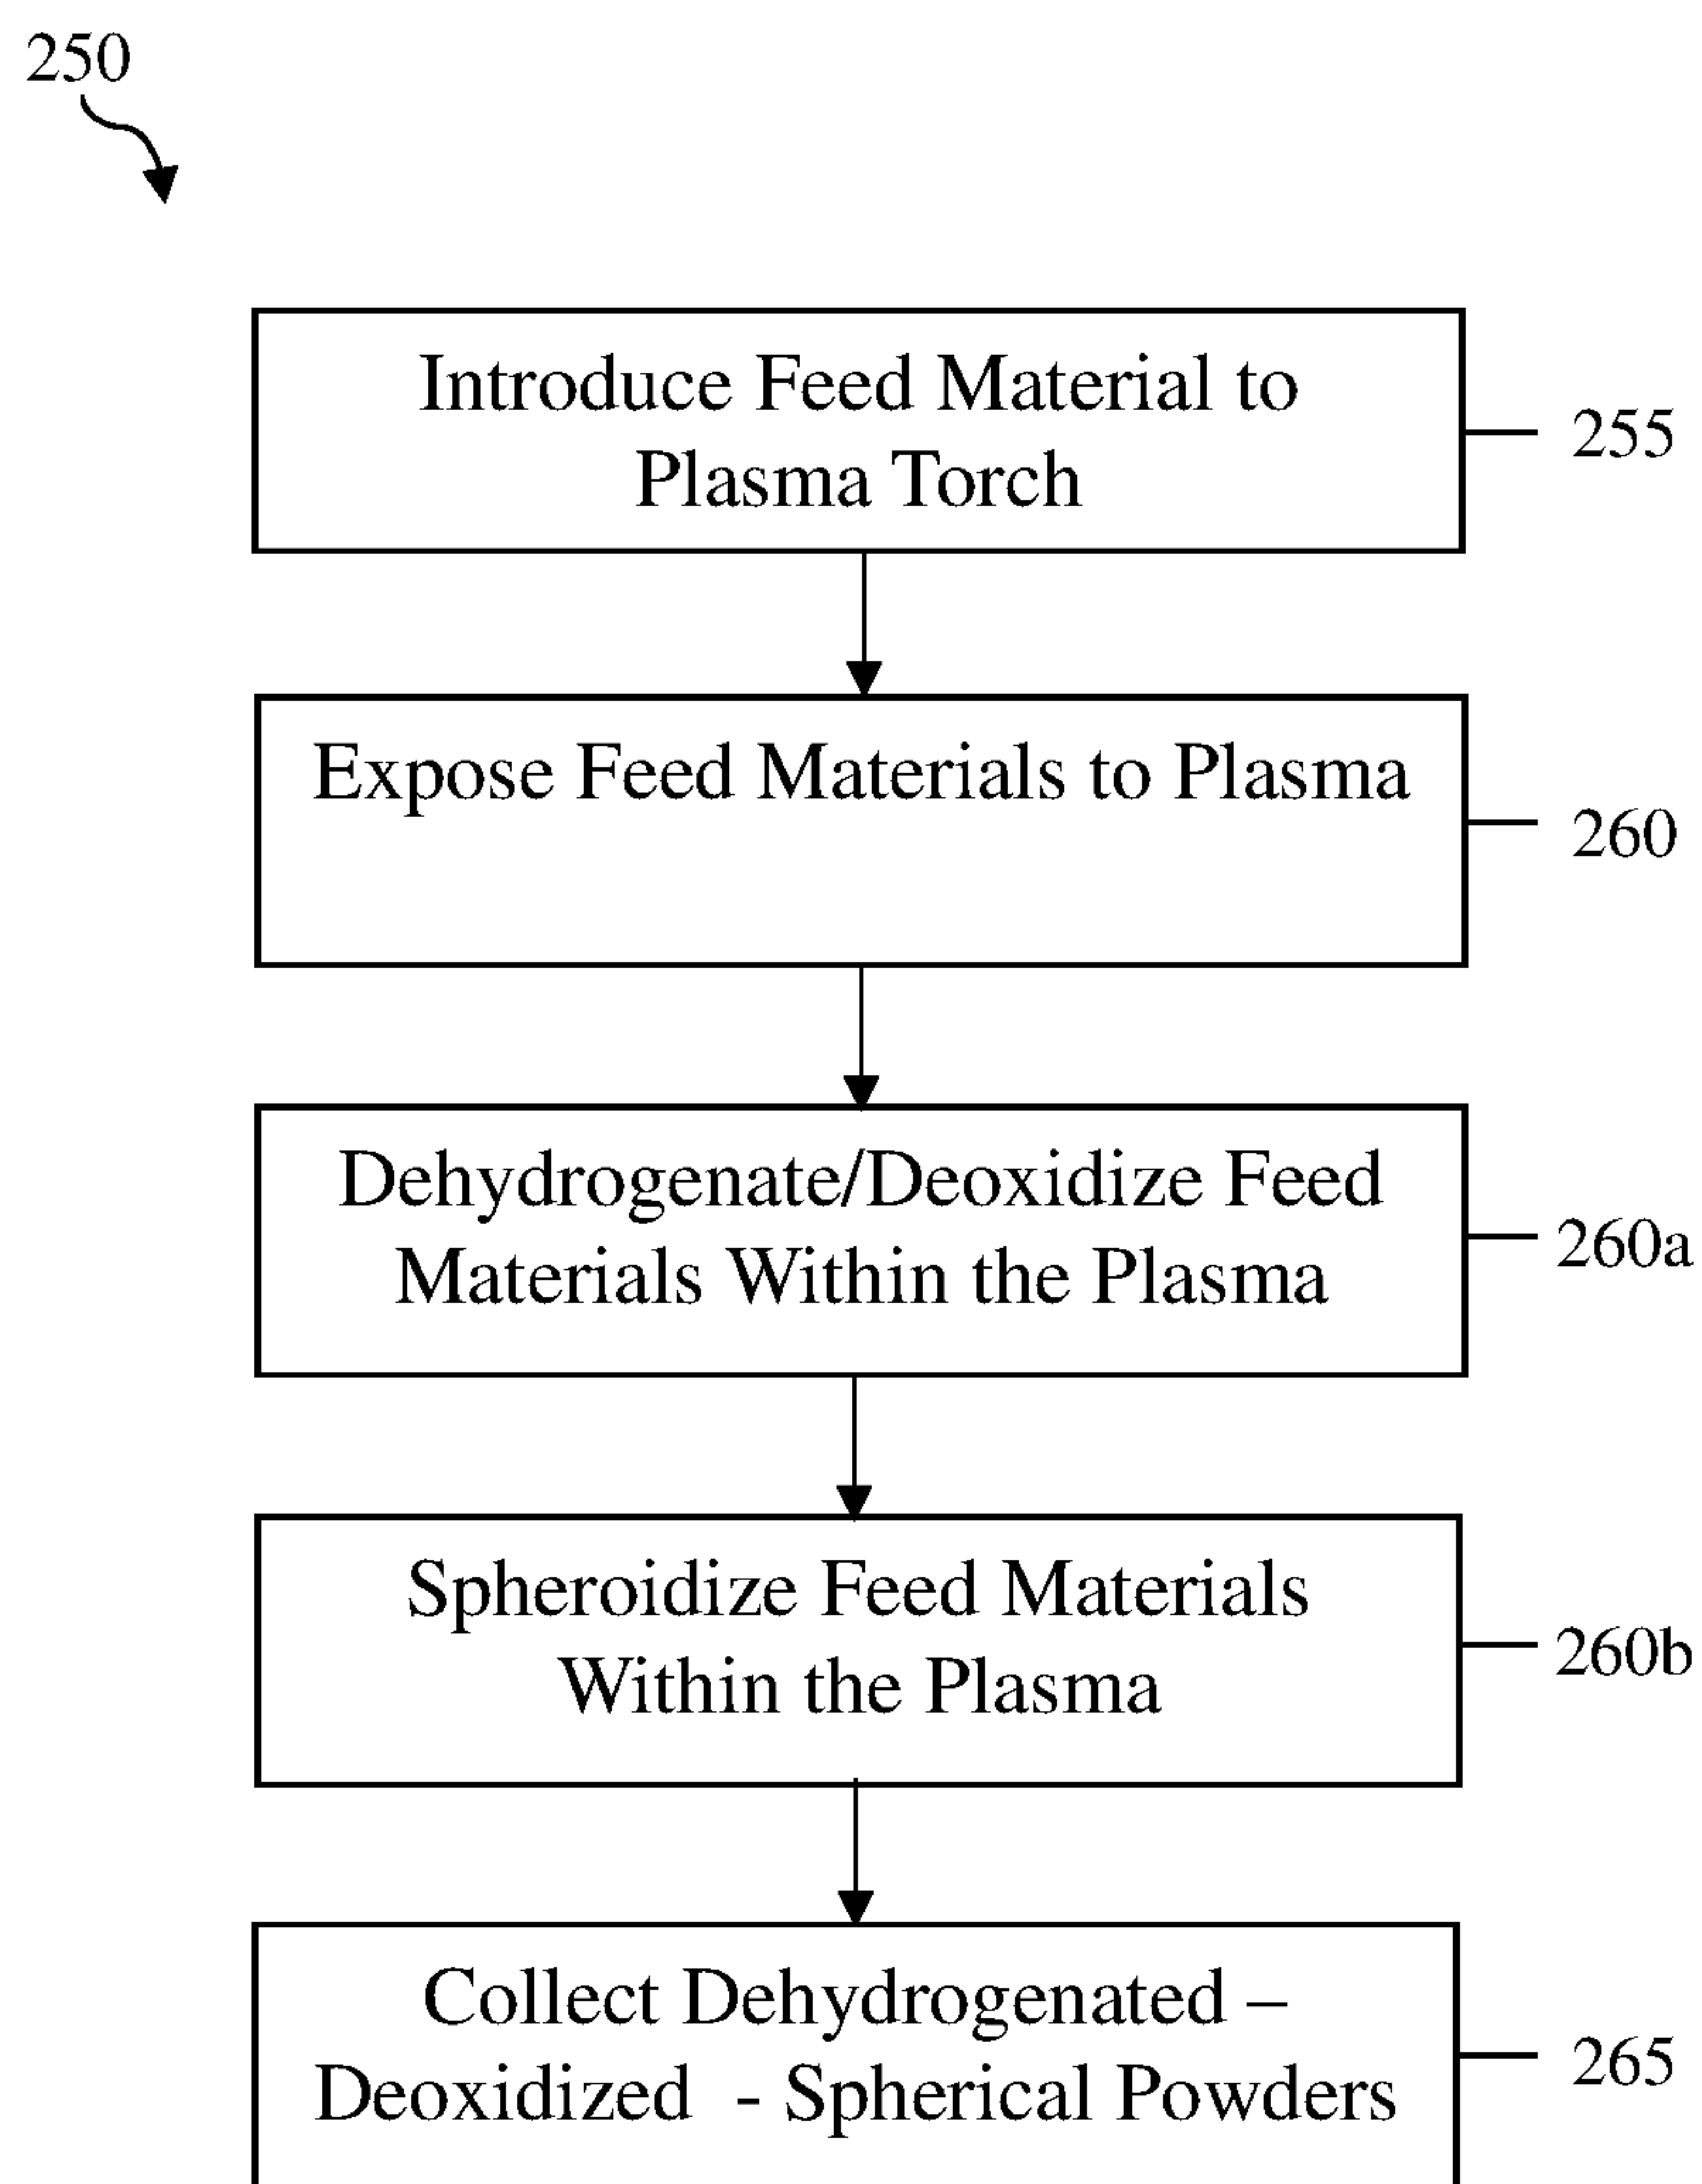 250
Introduce Feed Material to
Plasma Torch
255
Expose Feed Materials to Plasma
260
Dehydrogenate/Deoxidize Feed
Materials Within the Plasma
260a
Spheroidize Feed Materials
Within the Plasma
260b
Collect Dehydrogenated –
Deoxidized - Spherical Powders
265